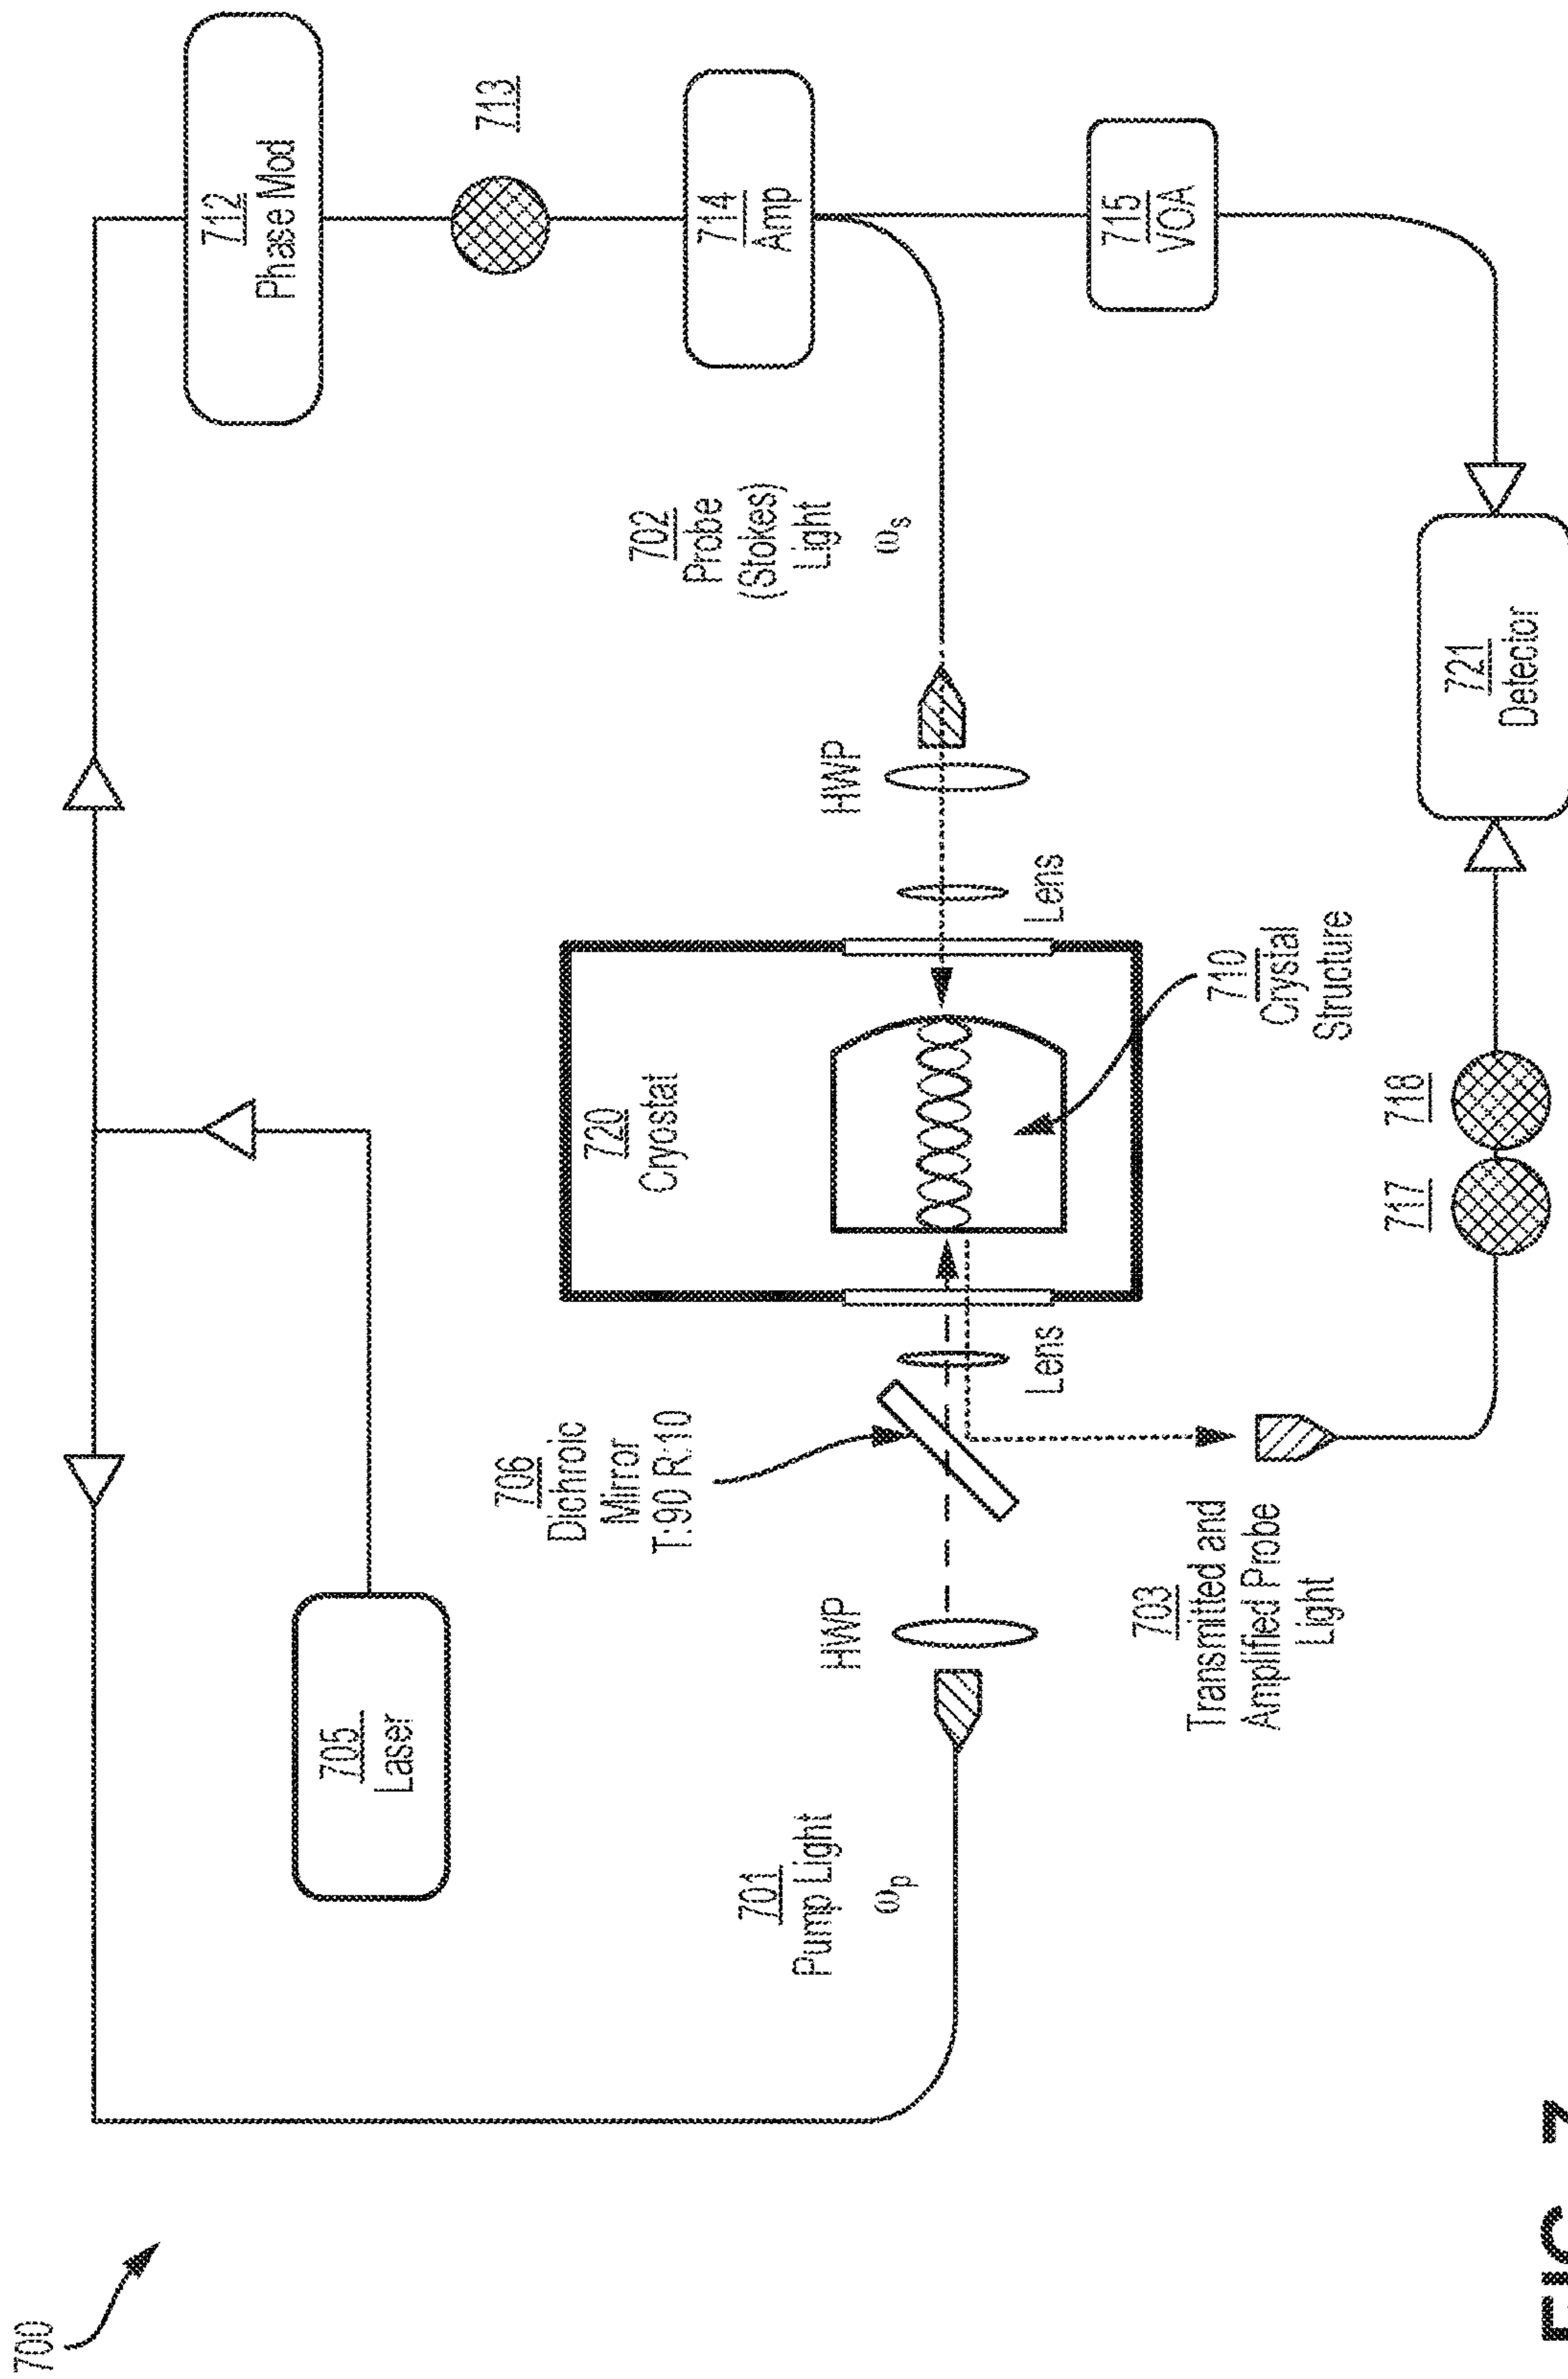 700
705
Laser
712
Phase Mod
713
714
Amp
702
Probe
(Stokes)
Light
ωs
701
Pump Light
ωp
HWP
706
Dichroic
Mirror
T:90 R:10
Lens
720
Cryostat
Lens
HWP
710
Crystal
Structure
715
VOA
703
Transmitted and
Amplified Probe
Light
717
718
721
Detector
FIG. 7